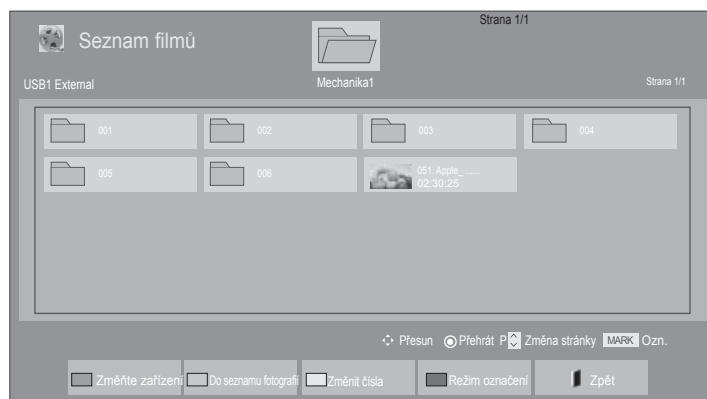 Strana 1/1
Seznam filmů
Mechanika1
USB1 External
Strana 1/1
001
002
003
004
005
006
051. Apple_ ......
02:30:25
Přesun
Přehrát
P
Změna stránky
MARK
Ozn.
Změňte zařízení
Do seznamu fotografií
Změnit čísla
Režim označení
Zpět